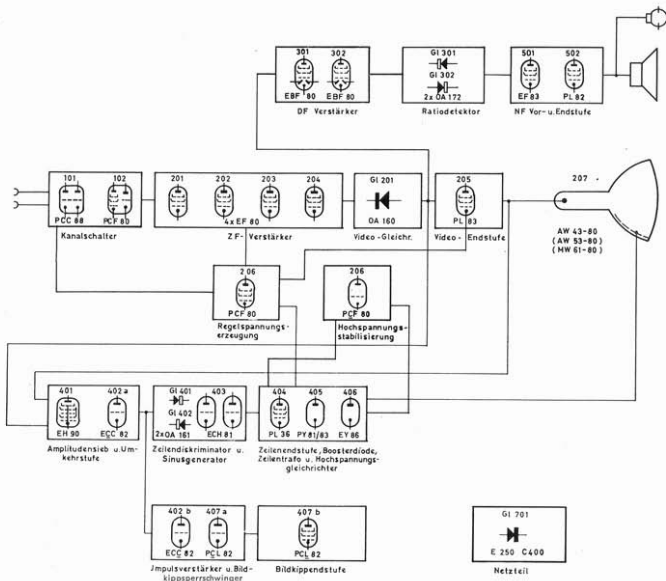 301 302
EBF 80 EBF 80
DF Verstärker
Gl 301
Gl 302
2x OA 172
Ratiodetektor
501 502
EF 83 PL 82
NF Vor- u. Endstufe
101 102
PCC 88 PCF 80
Kanalschalter
201 202 203 204
4x EF 80
ZF- Verstärker
Gl 201
OA 160
Video - Gleichr.
205
PL 83
Video - Endstufe
207
AW 43-80
( AW 53-80 )
( MW 61-80 )
206
PCF 80
Regelspannungs-
erzeugung
206
PCF 80
Hochspannungs-
stabilisierung
401 402 a
EH 90 ECC 82
Amplitudensieb u. Um-
kehrstufe
Gl 401 403
Gl 402
2x OA 161 ECH 81
Zeilendiskriminator u.
Sinusgenerator
404 405 406
PL 36 PY 81/83 EY 86
Zeilenendstufe, Boosterdiode,
Zeilentrafo u. Hochspannungs-
gleichrichter
402 b 407 a
ECC 82 PCL 82
Jmpulsverstärker u. Bild-
kippsperrschwinger
407 b
PCL 82
Bildkippendstufe
Gl 701
E 250 C 400
Netzteil